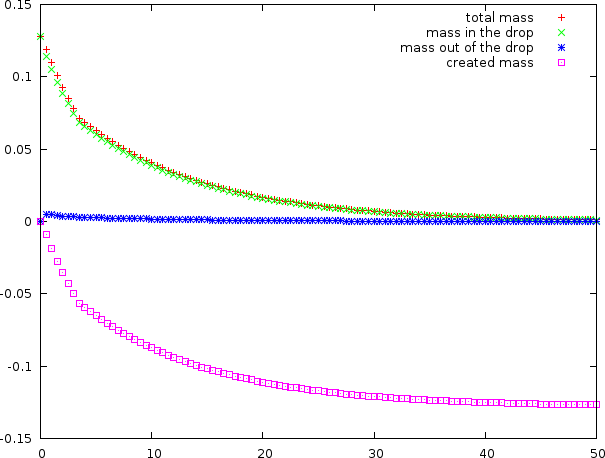 0.15
total mass
mass in the drop
mass out of the drop
created mass
0.1
0.05
0
-0.05
-0.1
-0.15
0 10 20 30 40 50